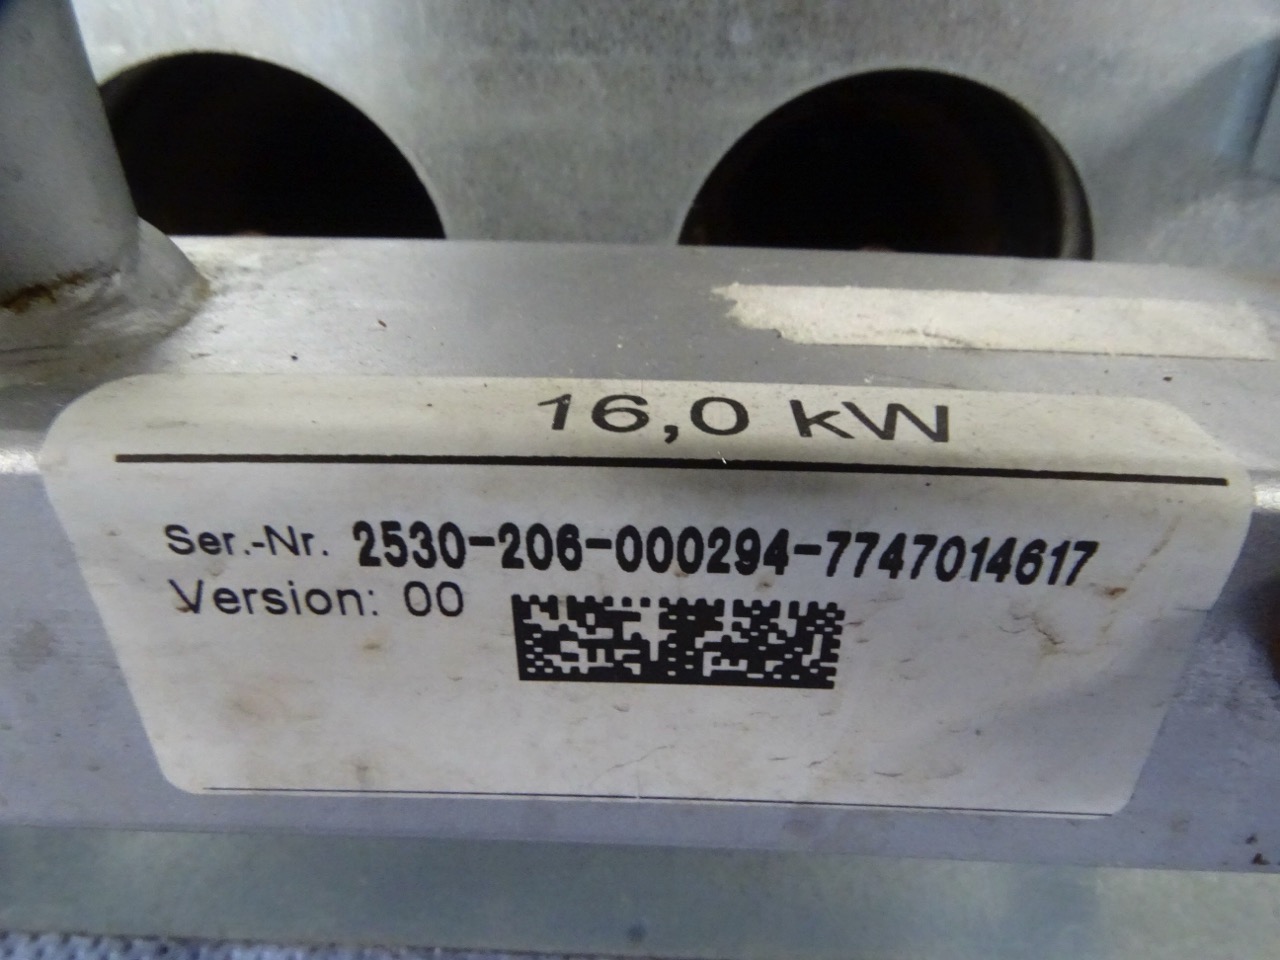 16,0 kW
Ser.-Nr. 2530-206-000294-7747014617
Version: 00